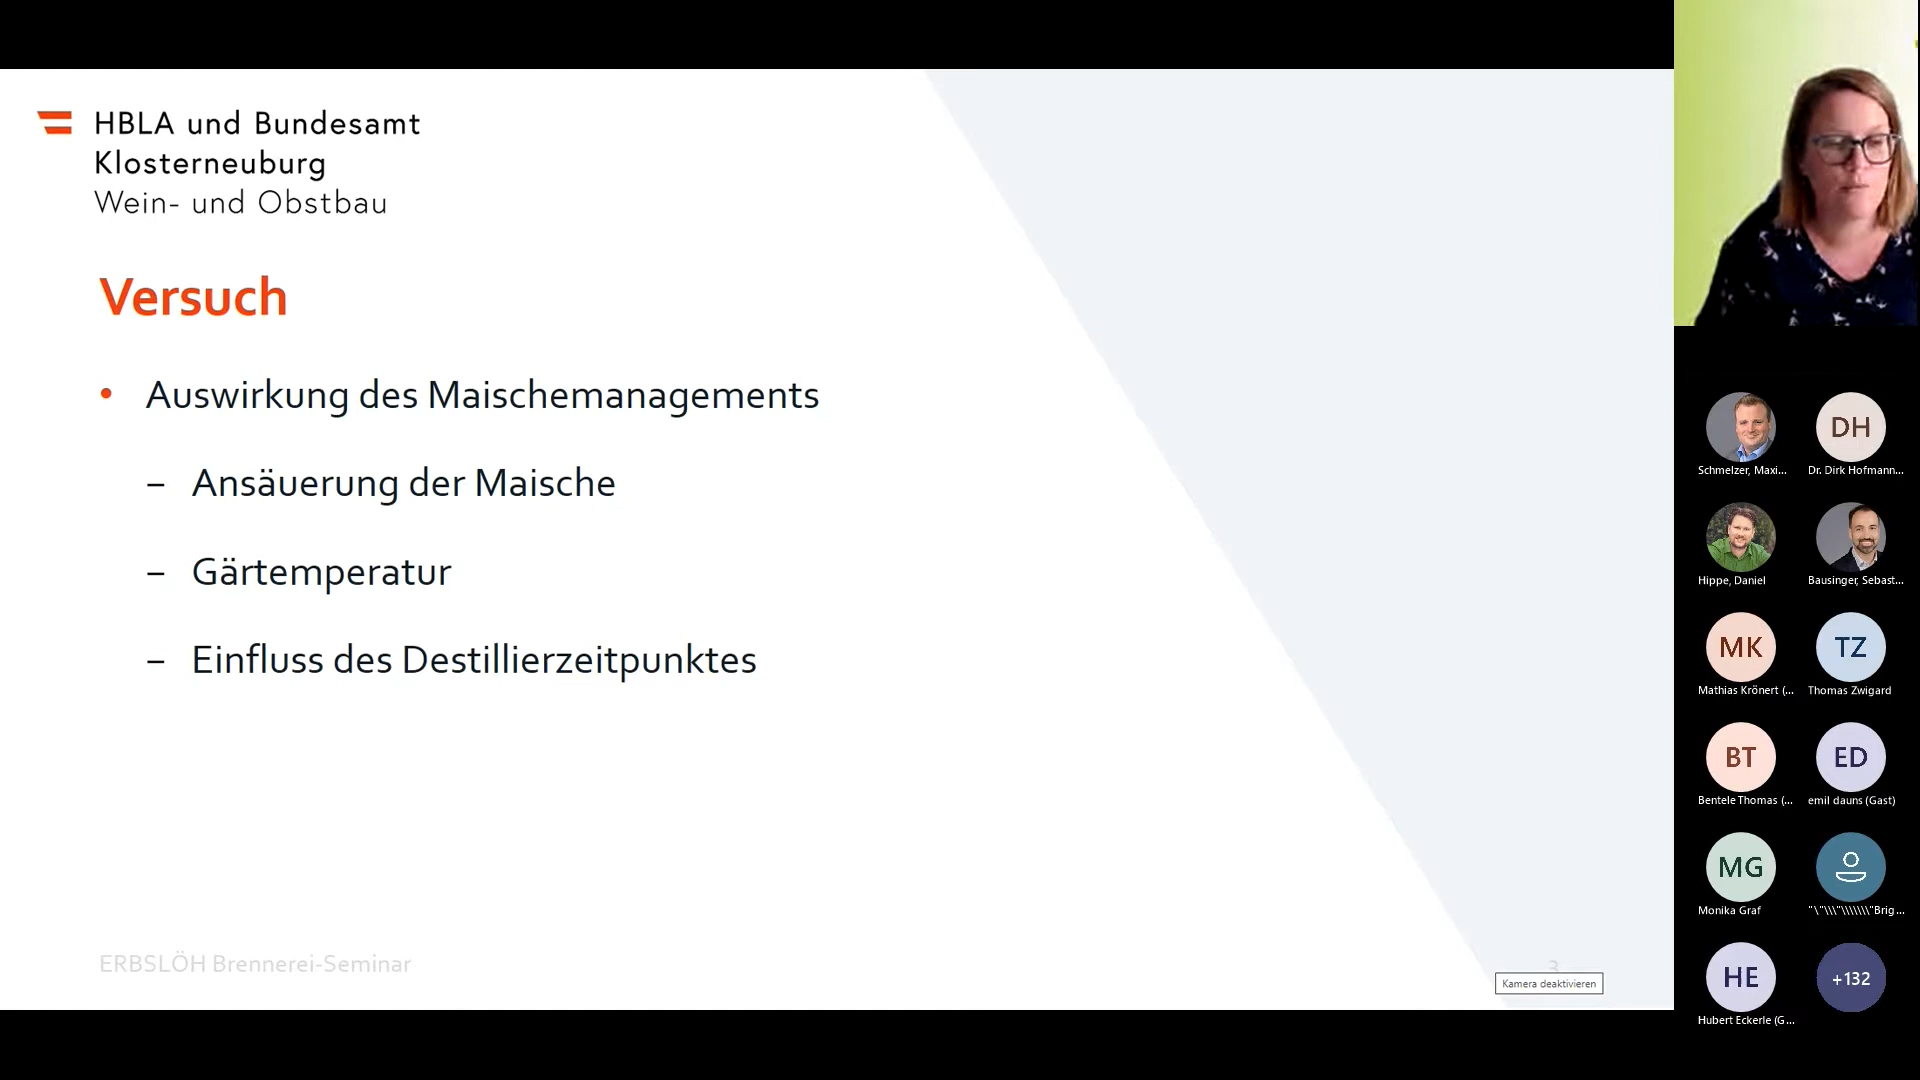 HBLA und Bundesamt
Klosterneuburg
Wein- und Obstbau
Versuch
• Auswirkung des Maischemanagements
– Ansäuerung der Maische
– Gärtemperatur
– Einfluss des Destillierzeitpunktes
ERBSLÖH Brennerei-Seminar
3
Kamera deaktivieren
DH
Schmelzer, Maxi...
Dr. Dirk Hofmann...
Hippe, Daniel
Bausinger, Sebast...
MK
TZ
Mathias Krönert (...
Thomas Zwigard
BT
ED
Bentele Thomas (...
emil dauns (Gast)
MG
Monika Graf
"\"\\\"\\\\\\\"Brig...
HE
+132
Hubert Eckerle (G...